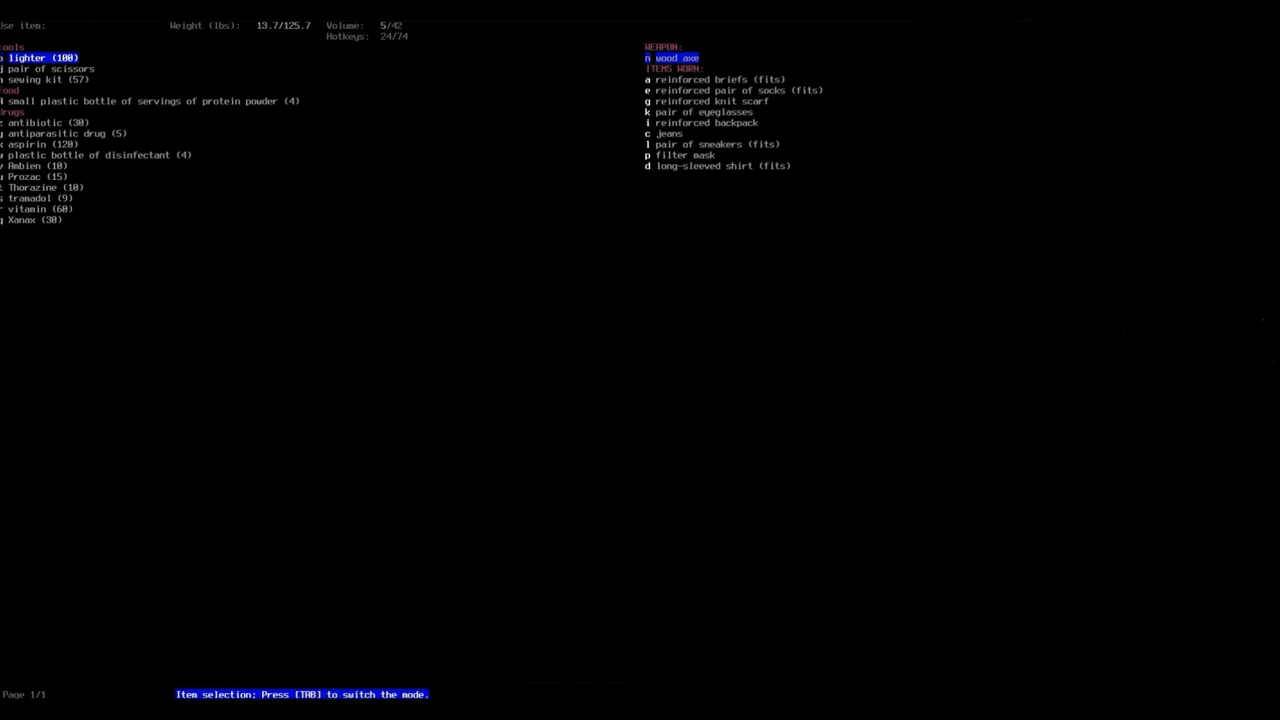 Use item: Weight (lbs): 13.7/125.7 Volume: 5/42
Hotkeys: 24/74
tools
lighter (100)
j pair of scissors
sewing kit (57)
food
small plastic bottle of servings of protein powder (4)
drugs
z antibiotic (30)
y antiparasitic drug (5)
x aspirin (120)
w plastic bottle of disinfectant (4)
v Ambien (10)
u Prozac (15)
t Thorazine (10)
s tramadol (9)
r vitamin (60)
q Xanax (30)
WEAPON:
n wood axe
ITEMS WORN:
a reinforced briefs (fits)
e reinforced pair of socks (fits)
g reinforced knit scarf
k pair of eyeglasses
i reinforced backpack
c jeans
l pair of sneakers (fits)
p filter mask
d long-sleeved shirt (fits)
Page 1/1 Item selection; Press [TAB] to switch the mode.